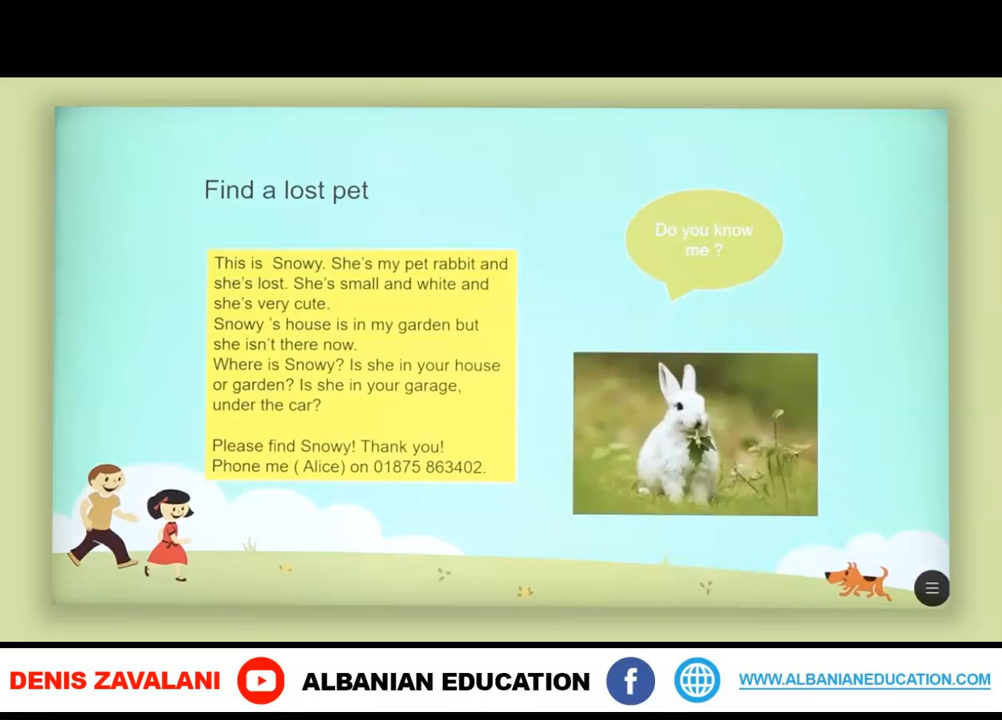 Find a lost pet
Do you know
me ?
This is  Snowy. She's my pet rabbit and
she's lost. She's small and white and
she's very cute.
Snowy 's house is in my garden but
she isn't there now.
Where is Snowy? Is she in your house
or garden? Is she in your garage,
under the car?
Please find Snowy! Thank you!
Phone me ( Alice) on 01875 863402.
DENIS ZAVALANI
ALBANIAN EDUCATION
WWW.ALBANIANEDUCATION.COM